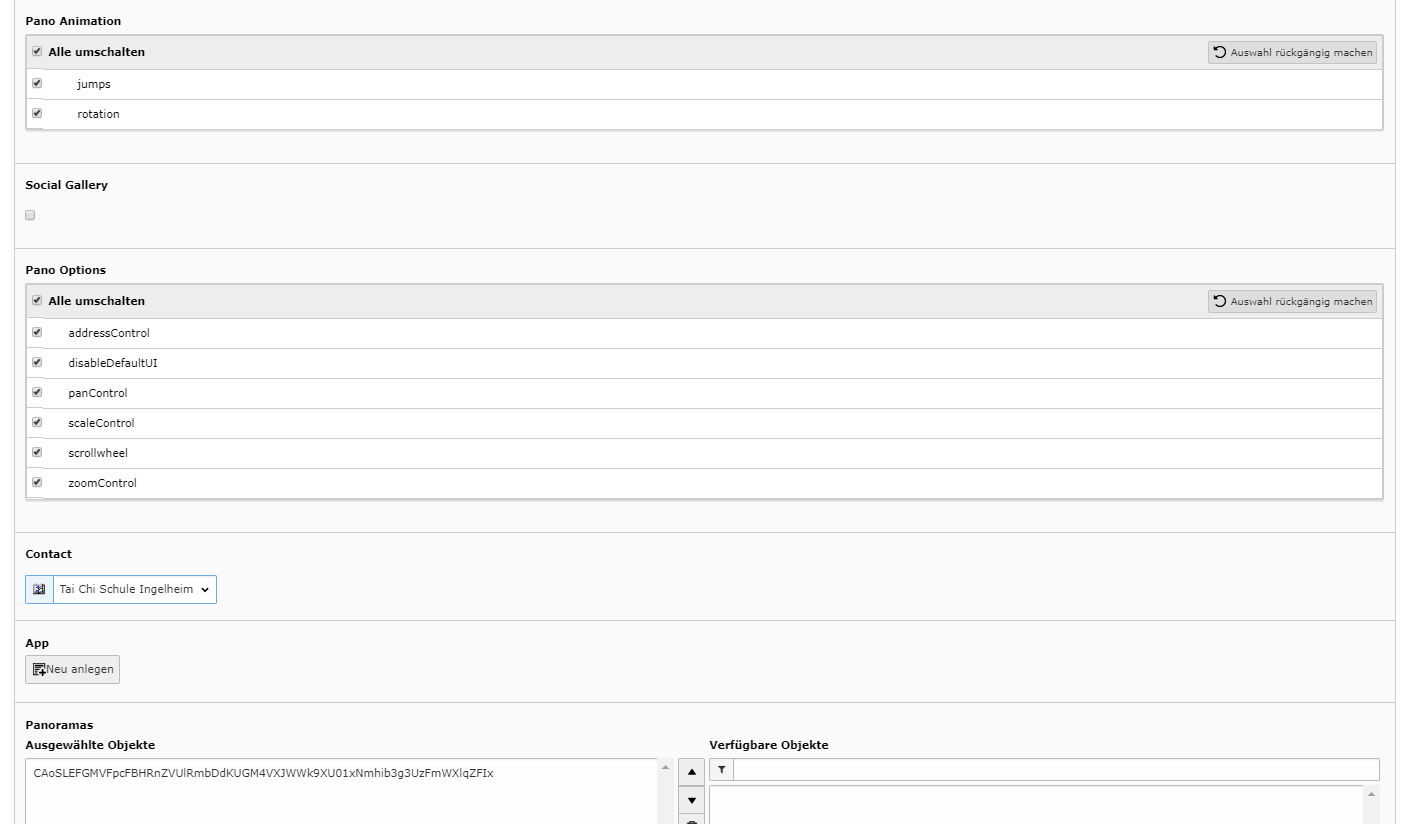 Pano Animation
Alle umschalten
Auswahl rückgängig machen
jumps
rotation
Social Gallery
Pano Options
Alle umschalten
Auswahl rückgängig machen
addressControl
disableDefaultUI
panControl
scaleControl
scrollwheel
zoomControl
Contact
Tai Chi Schule Ingelheim
App
Neu anlegen
Panoramas
Ausgewählte Objekte
Verfügbare Objekte
CAoSLEFGMVFpcFBHRnZVUlRmbDdKUGM4VXJWWk9XU01xNmhib3g3UzFmWXlqZFIx